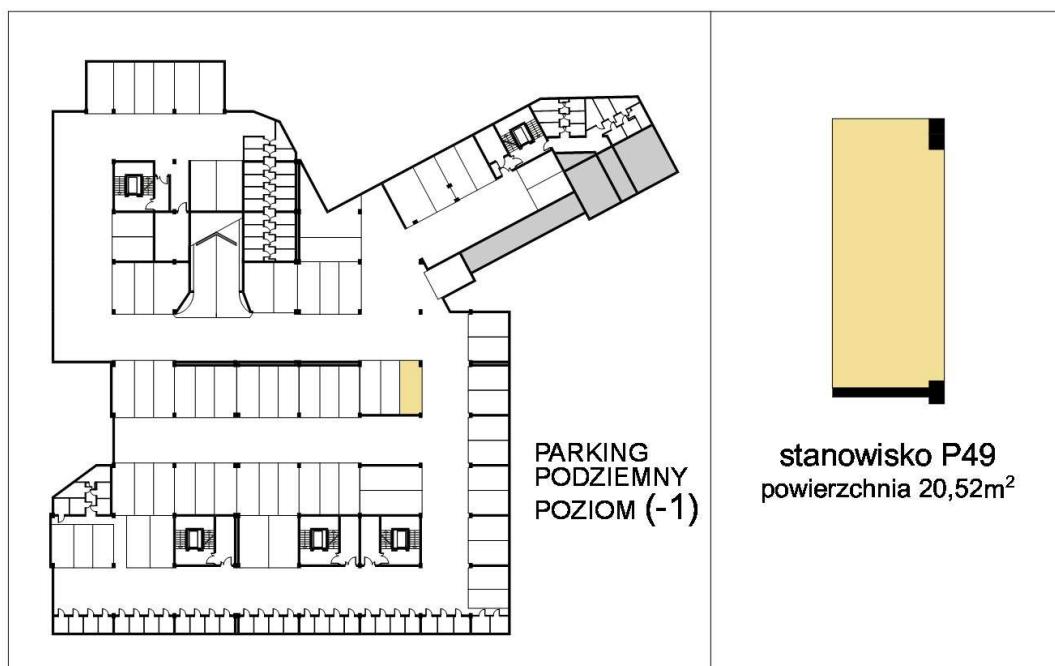 PARKING
PODZIEMNY
POZIOM (-1)
stanowisko P49
powierzchnia 20,52m²